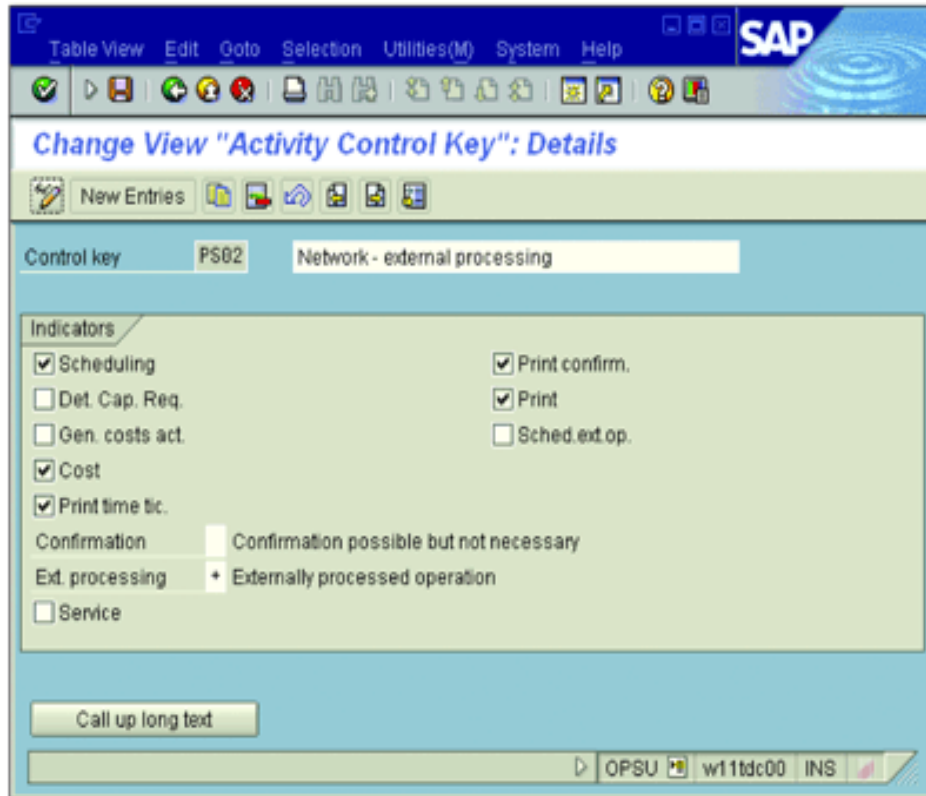 Table View Edit Goto Selection Utilities(M) System Help
SAP
Change View "Activity Control Key": Details
New Entries
Control key PS02 Network - external processing
Indicators
Scheduling Print confirm.
Det. Cap. Req. Print
Gen. costs act. Sched.ext.op.
Cost
Print time tic.
Confirmation Confirmation possible but not necessary
Ext. processing + Externally processed operation
Service
Call up long text
OPSU w11tdc00 INS